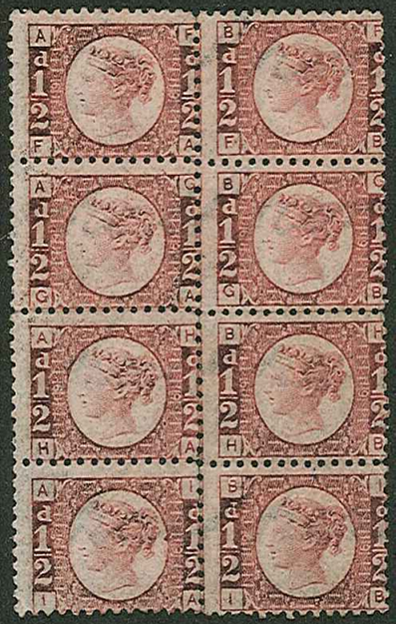 A F B F
d d d d
1 1 1 1
2 2 2 2
F A F B
A G B G
d d d d
1 1 1 1
2 2 2 2
G A G B
A H B H
d d d d
1 1 1 1
2 2 2 2
H A H B
A I B I
d d d d
1 1 1 1
2 2 2 2
I A I B